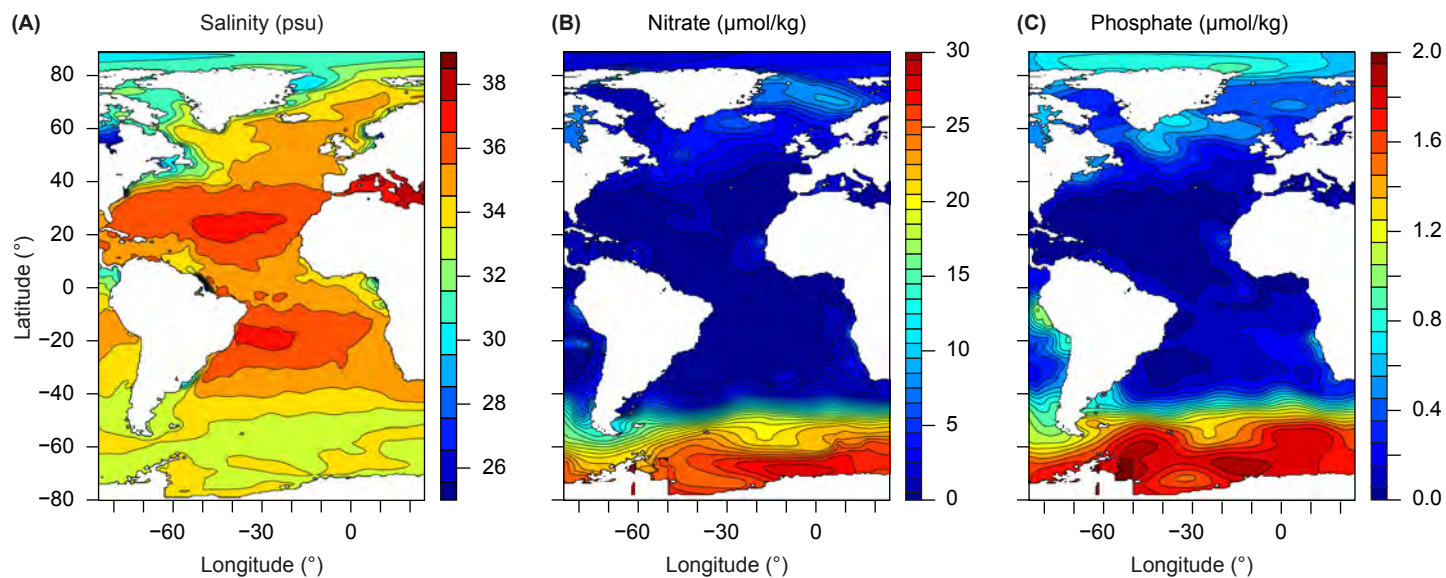 (A) Salinity (psu)
80
60
40
20
0
−20
−40
−60
−80
Latitude (°)
−60 −30 0
Longitude (°)
38
36
34
32
30
28
26
(B) Nitrate (µmol/kg)
30
25
20
15
10
5
0
−60 −30 0
Longitude (°)
(C) Phosphate (µmol/kg)
2.0
1.6
1.2
0.8
0.4
0.0
−60 −30 0
Longitude (°)